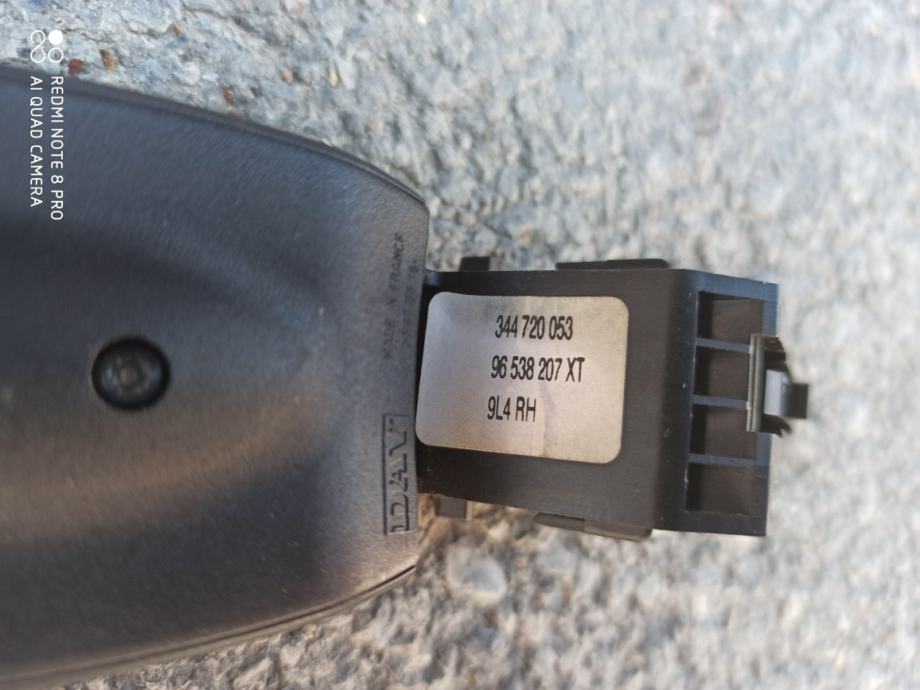 344 720 053
96 538 207 XT
9L4 RH
MADE IN FRANCE
DAV
REDMI NOTE 8 PRO
AI QUAD CAMERA